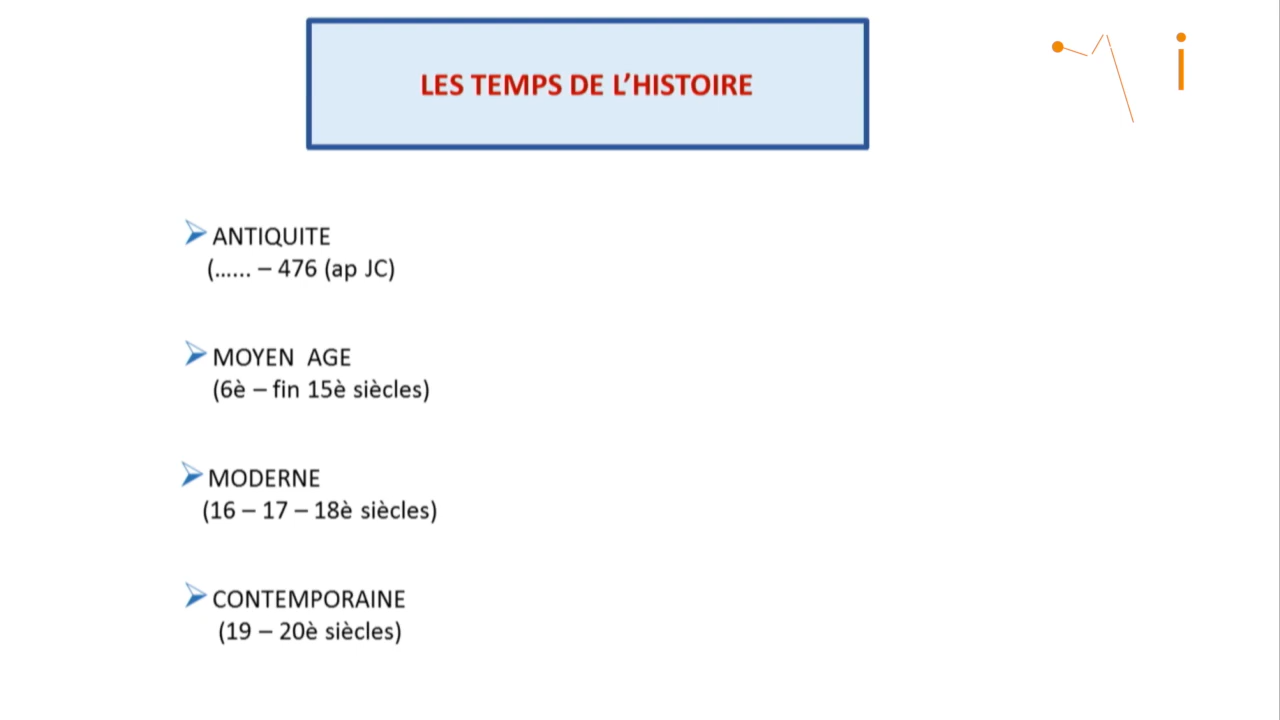 LES TEMPS DE L’HISTOIRE
ANTIQUITE
(...... – 476 (ap JC)
MOYEN AGE
(6è – fin 15è siècles)
MODERNE
(16 – 17 – 18è siècles)
CONTEMPORAINE
(19 – 20è siècles)